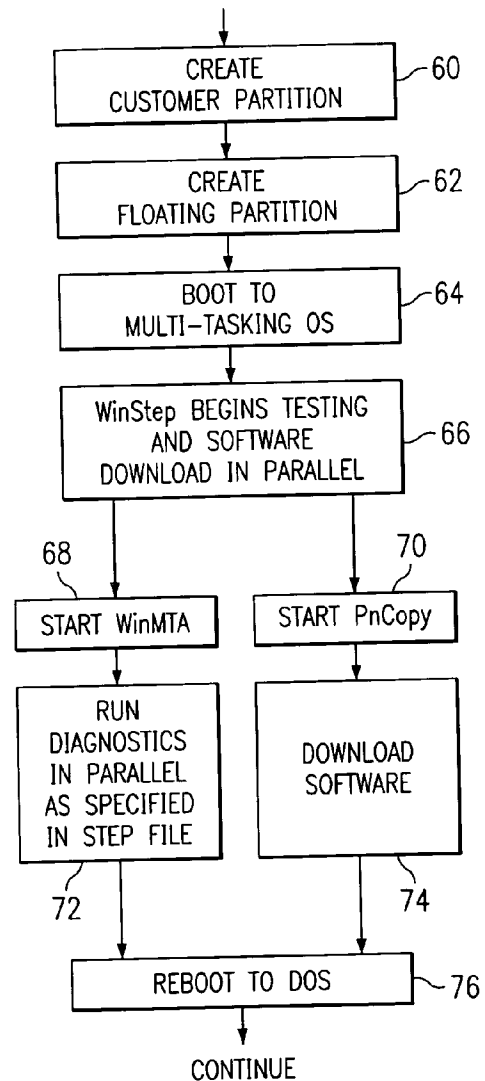 CREATE
CUSTOMER PARTITION
60
CREATE
FLOATING PARTITION
62
BOOT TO
MULTI-TASKING OS
64
WinStep BEGINS TESTING
AND SOFTWARE
DOWNLOAD IN PARALLEL
66
68
START WinMTA
70
START PnCopy
RUN
DIAGNOSTICS
IN PARALLEL
AS SPECIFIED
IN STEP FILE
72
DOWNLOAD
SOFTWARE
74
REBOOT TO DOS
76
CONTINUE